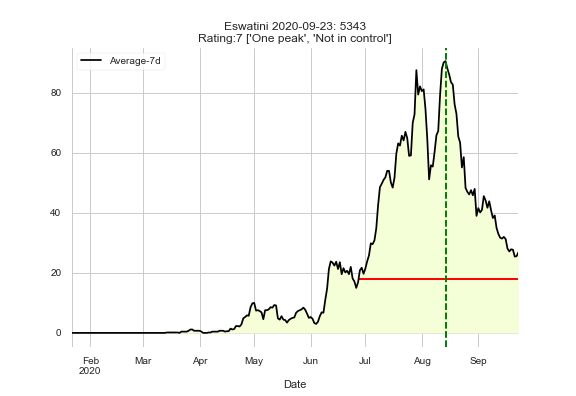 Eswatini 2020-09-23: 5343
Rating:7 ['One peak', 'Not in control']
Average-7d
80
60
40
20
0
Feb Mar Apr May Jun Jul Aug Sep
2020
Date